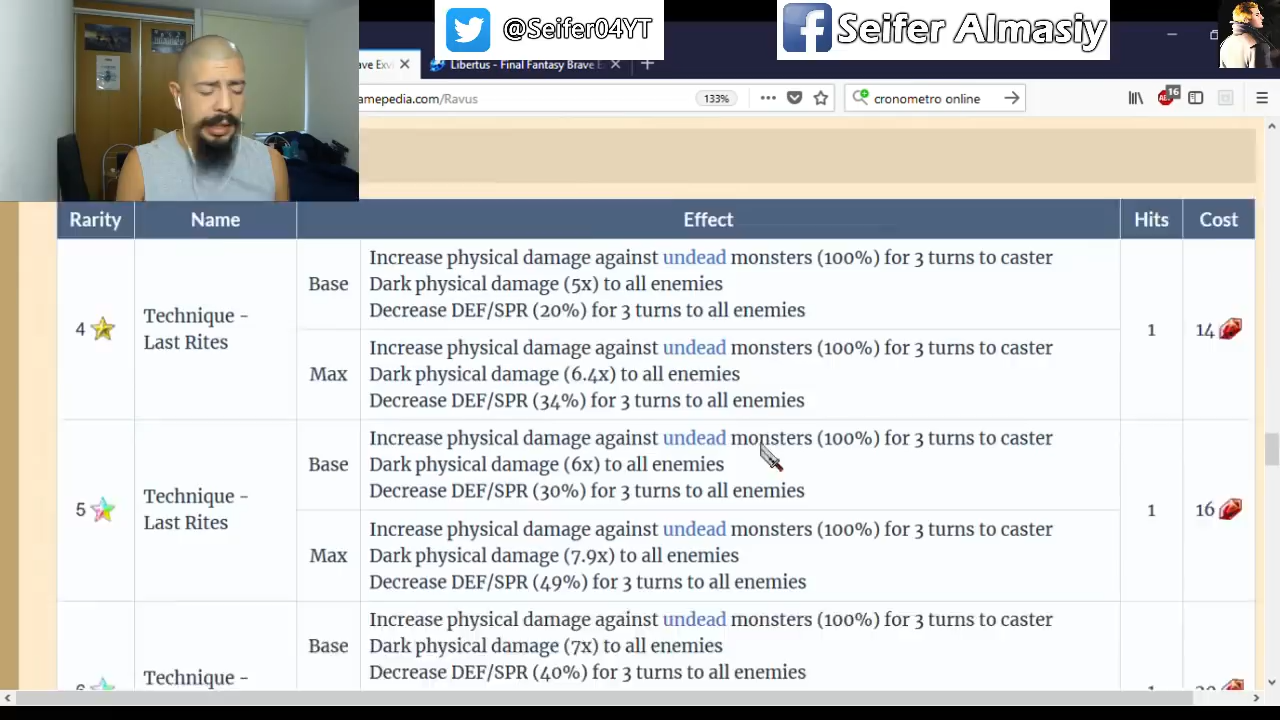 @Seifer04YT
Seifer Almasiy
ave Exv
Libertus - Final Fantasy Brave E
amepedia.com/Ravus
133%
cronometro online
16
Rarity Name Effect Hits Cost
4 Technique - Last Rites
Base
Increase physical damage against undead monsters (100%) for 3 turns to caster
Dark physical damage (5x) to all enemies
Decrease DEF/SPR (20%) for 3 turns to all enemies
1 14
Max
Increase physical damage against undead monsters (100%) for 3 turns to caster
Dark physical damage (6.4x) to all enemies
Decrease DEF/SPR (34%) for 3 turns to all enemies
5 Technique - Last Rites
Base
Increase physical damage against undead monsters (100%) for 3 turns to caster
Dark physical damage (6x) to all enemies
Decrease DEF/SPR (30%) for 3 turns to all enemies
1 16
Max
Increase physical damage against undead monsters (100%) for 3 turns to caster
Dark physical damage (7.9x) to all enemies
Decrease DEF/SPR (49%) for 3 turns to all enemies
Technique -
Base
Increase physical damage against undead monsters (100%) for 3 turns to caster
Dark physical damage (7x) to all enemies
Decrease DEF/SPR (40%) for 3 turns to all enemies